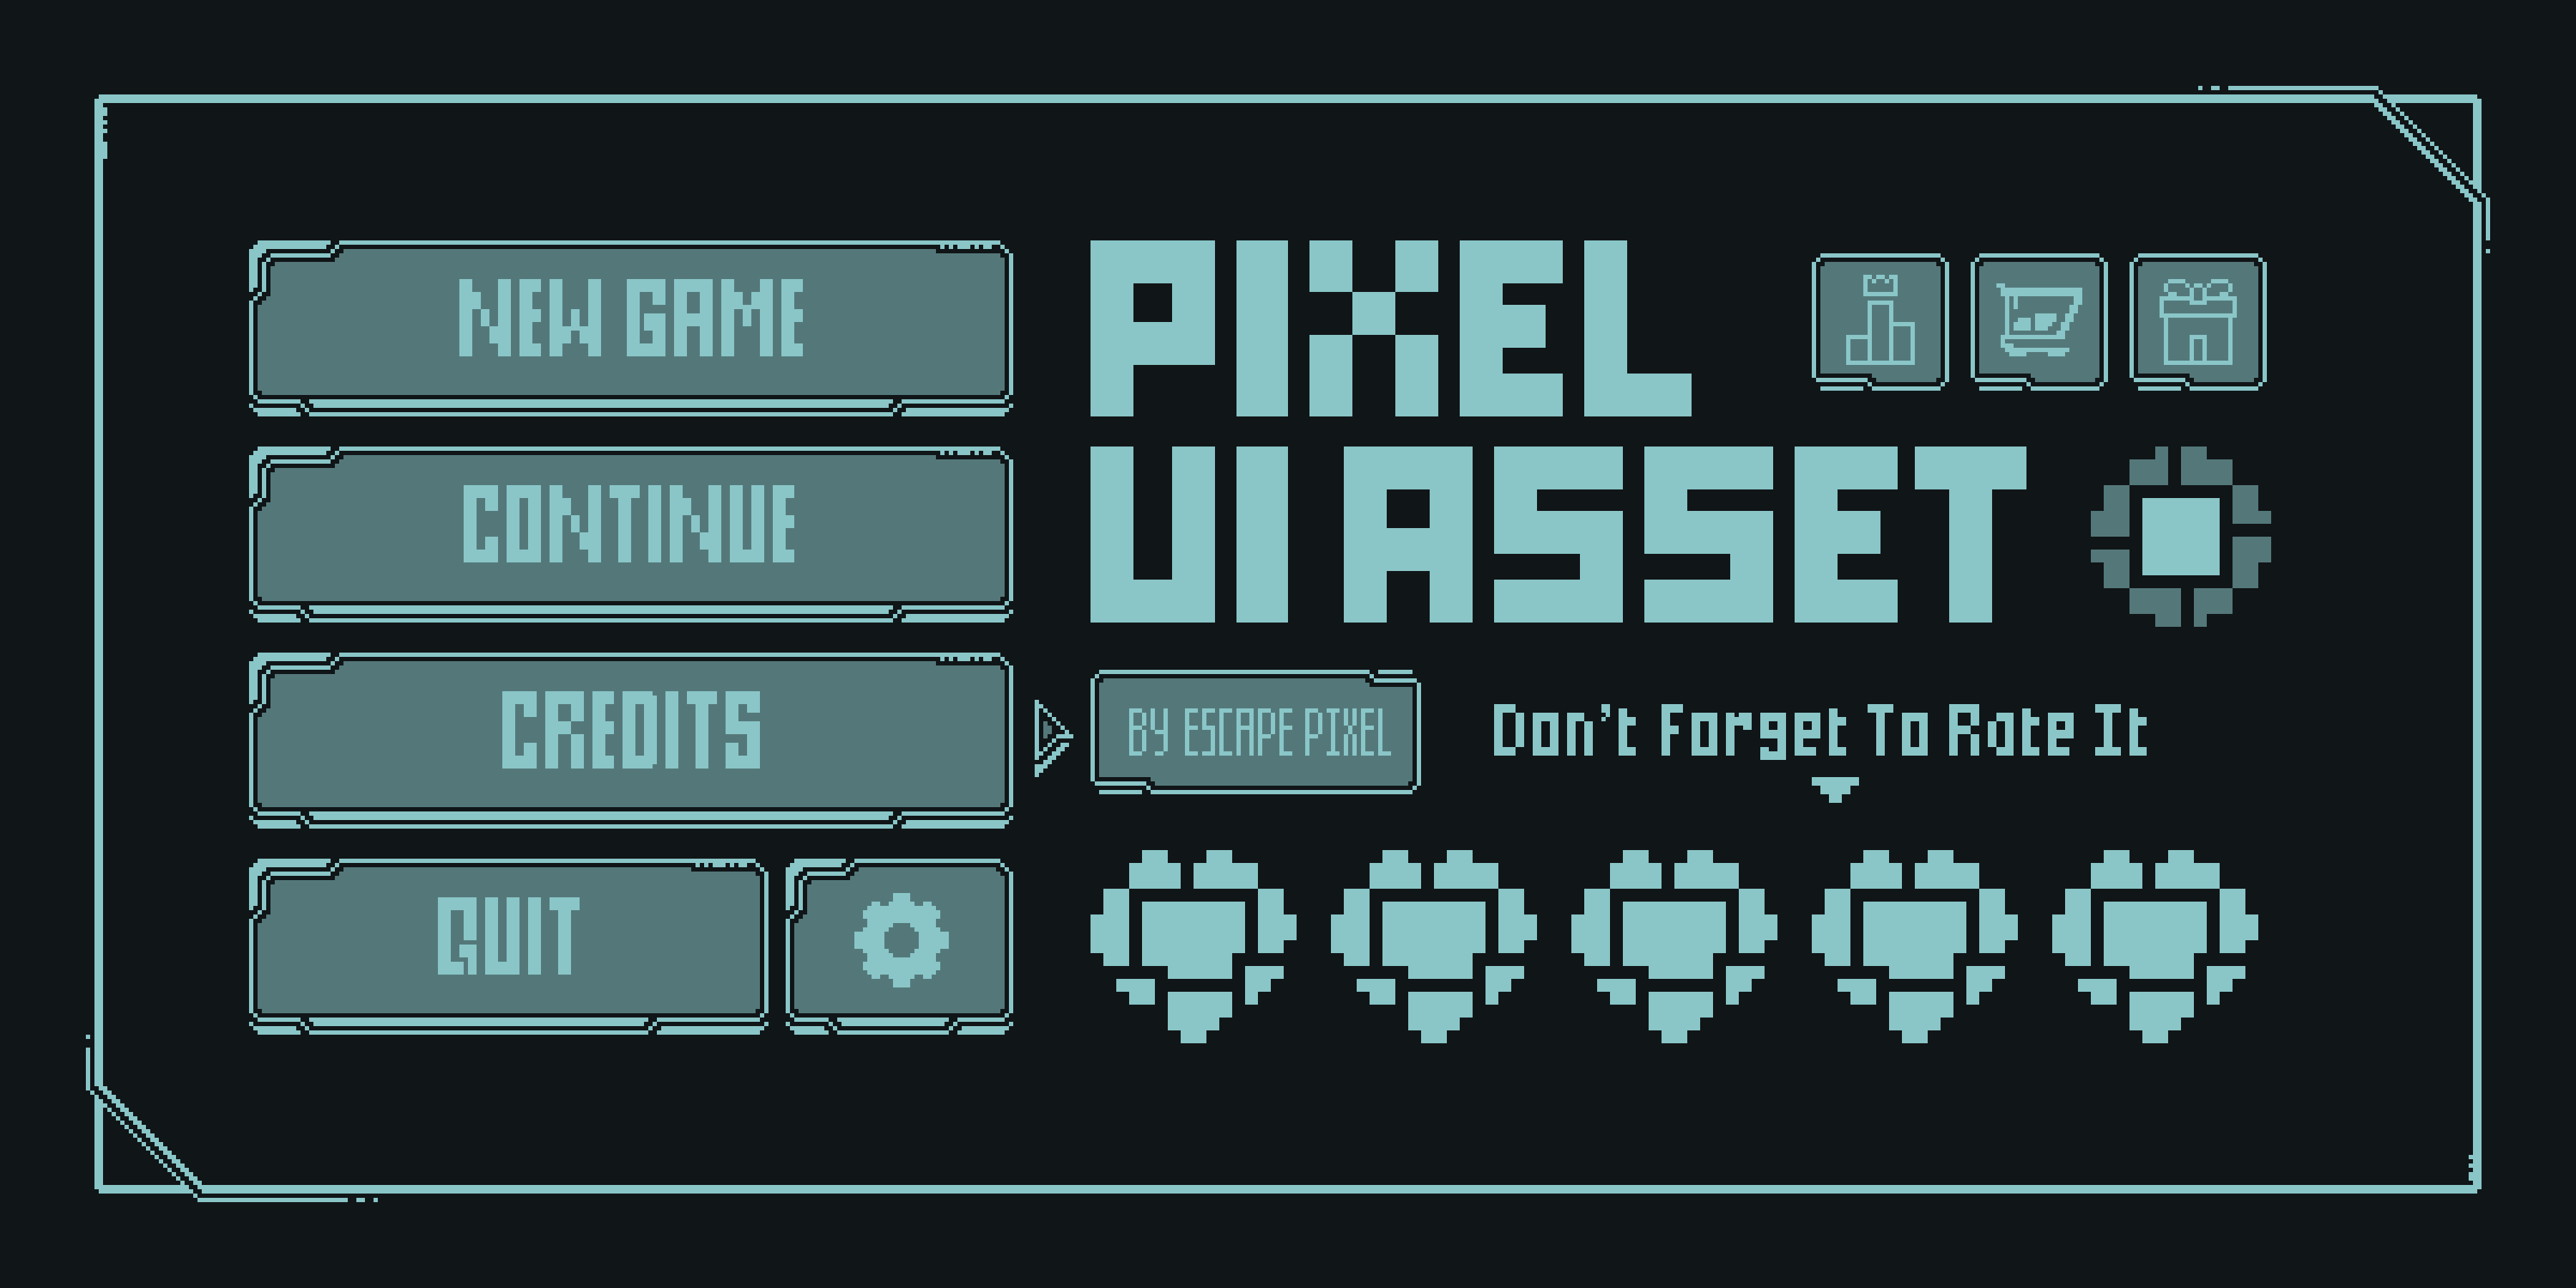 NEW GAME
CONTINUE
CREDITS
QUIT
PIXEL
UI ASSET
BY ESCAPE PIXEL
Don't Forget To Rate It